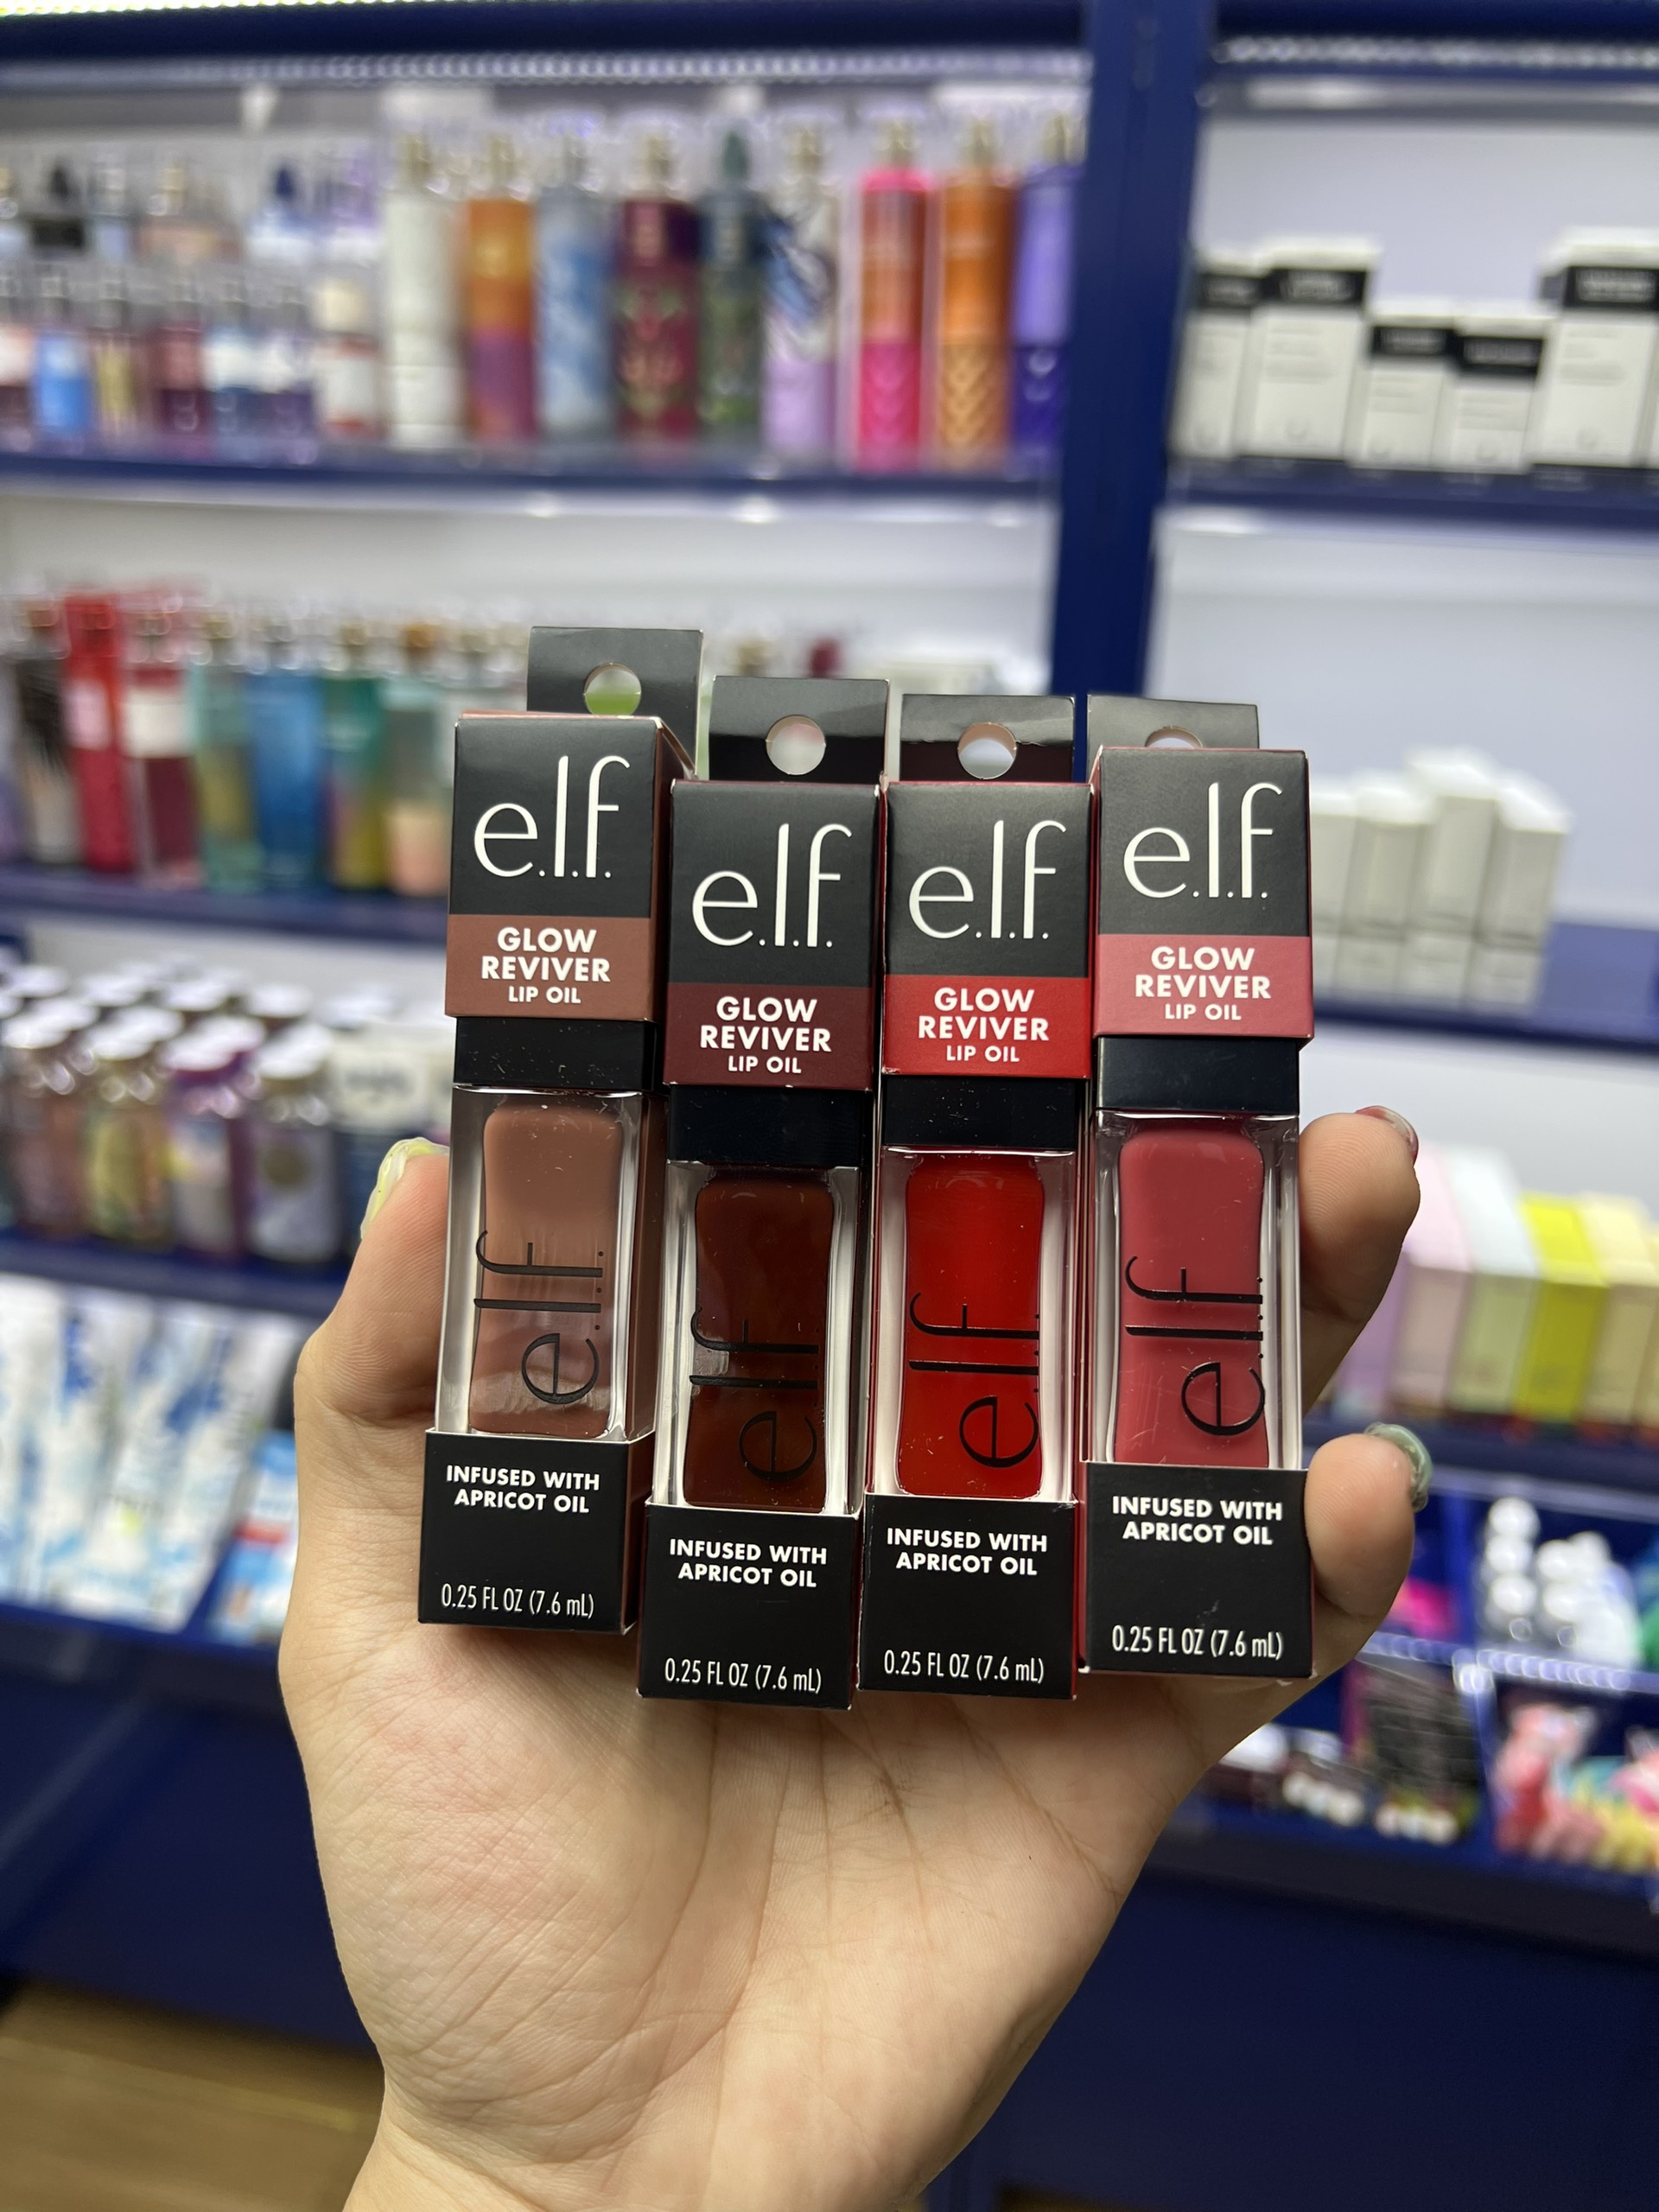 e.l.f.
GLOW
REVIVER
LIP OIL
e.l.f.
INFUSED WITH
APRICOT OIL
0.25 FL OZ (7.6 mL)
e.l.f.
GLOW
REVIVER
LIP OIL
e.l.f.
INFUSED WITH
APRICOT OIL
0.25 FL OZ (7.6 mL)
e.l.f.
GLOW
REVIVER
LIP OIL
e.l.f.
INFUSED WITH
APRICOT OIL
0.25 FL OZ (7.6 mL)
e.l.f.
GLOW
REVIVER
LIP OIL
e.l.f.
INFUSED WITH
APRICOT OIL
0.25 FL OZ (7.6 mL)